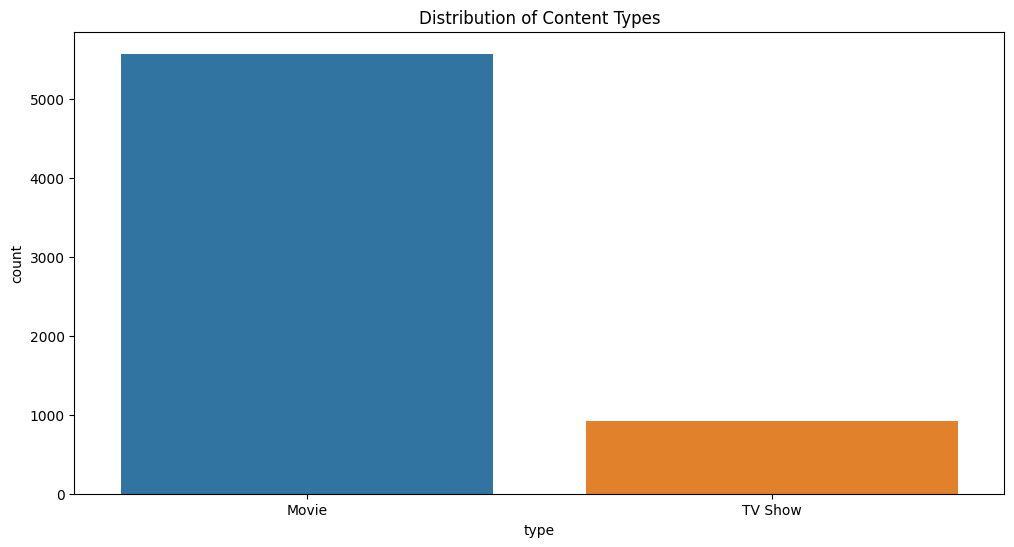 Distribution of Content Types
5000
4000
3000
2000
1000
0
count
Movie
TV Show
type